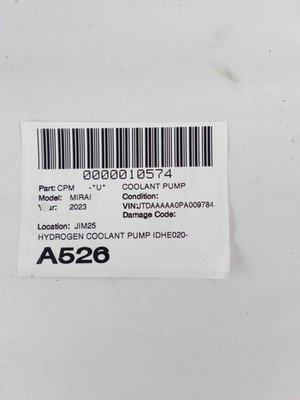 0000010574
Part: CPM -*U* COOLANT PUMP
Model: MIRAI Condition:
Year: 2023 VIN:JTDAAAAA0PA009784
Damage Code:
Location: JIM25
HYDROGEN COOLANT PUMP IDHE020-
A526